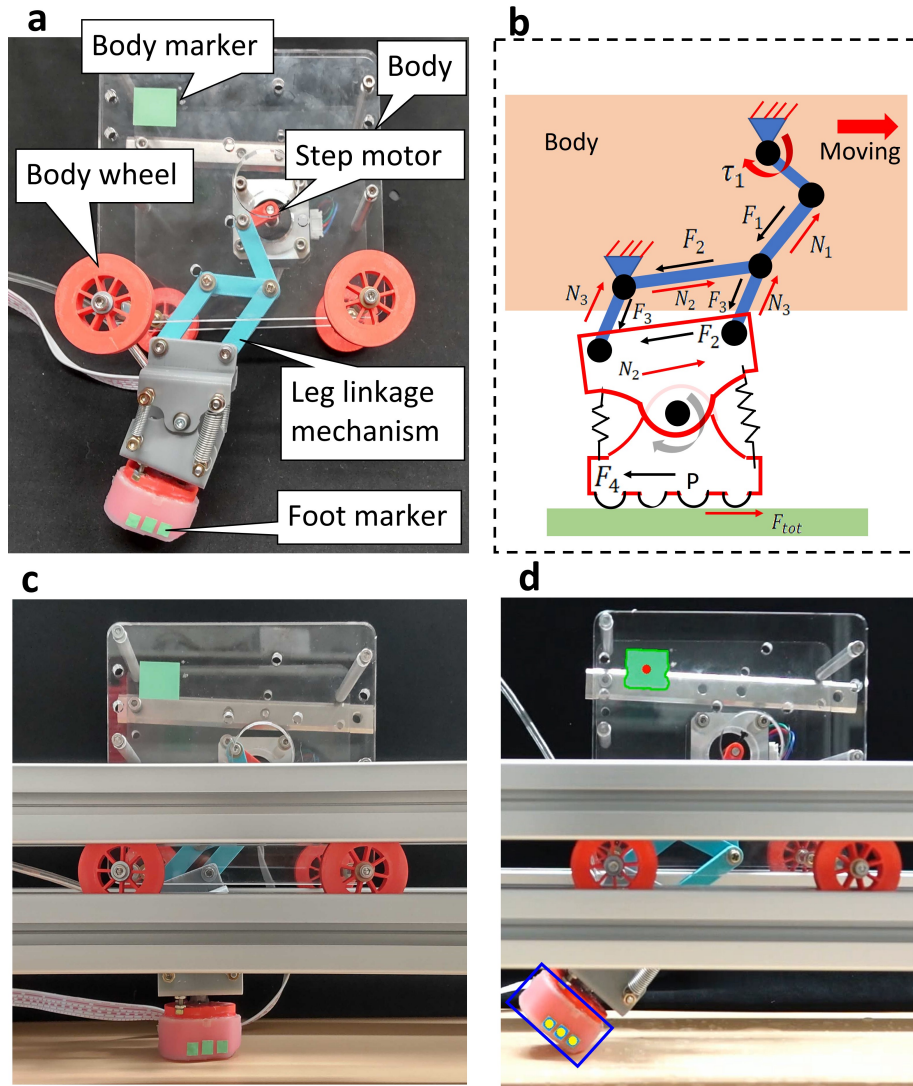 a
Body marker
Body
Step motor
Body wheel
Leg linkage
mechanism
Foot marker
b
Body
Moving
τ1
F1
N1
F2
N2
N3
F3
F3
N3
F2
N2
F4
P
Ftot
c
d